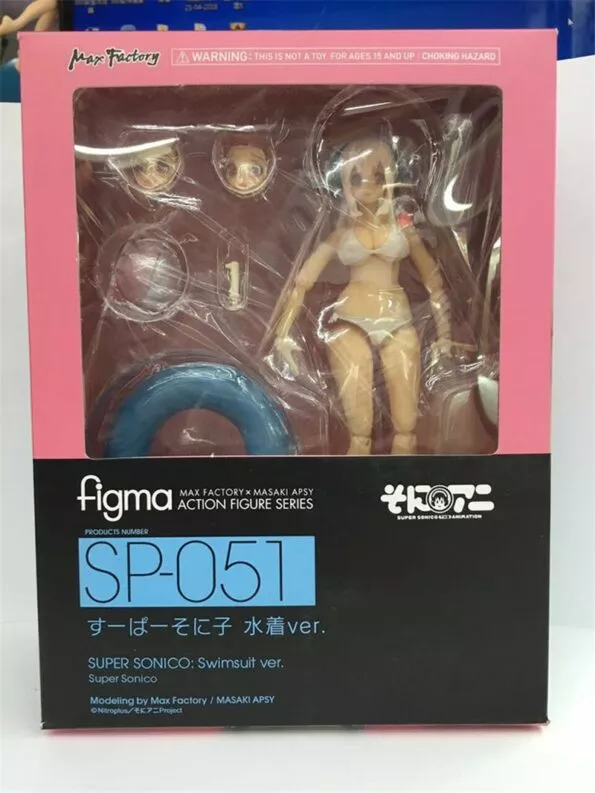 25-04-2016
Max Factory
WARNING: THIS IS NOT A TOY. FOR AGES 15 AND UP : CHOKING HAZARD
figma MAX FACTORY × MASAKI APSY
ACTION FIGURE SERIES
そに アニ
SUPER SONICO THE ANIMATION
PRODUCTS NUMBER
SP-051
すーぱーそに子 水着ver.
SUPER SONICO: Swimsuit ver.
Super Sonico
Modeling by Max Factory / MASAKI APSY
©Nitroplus／そにアニProject